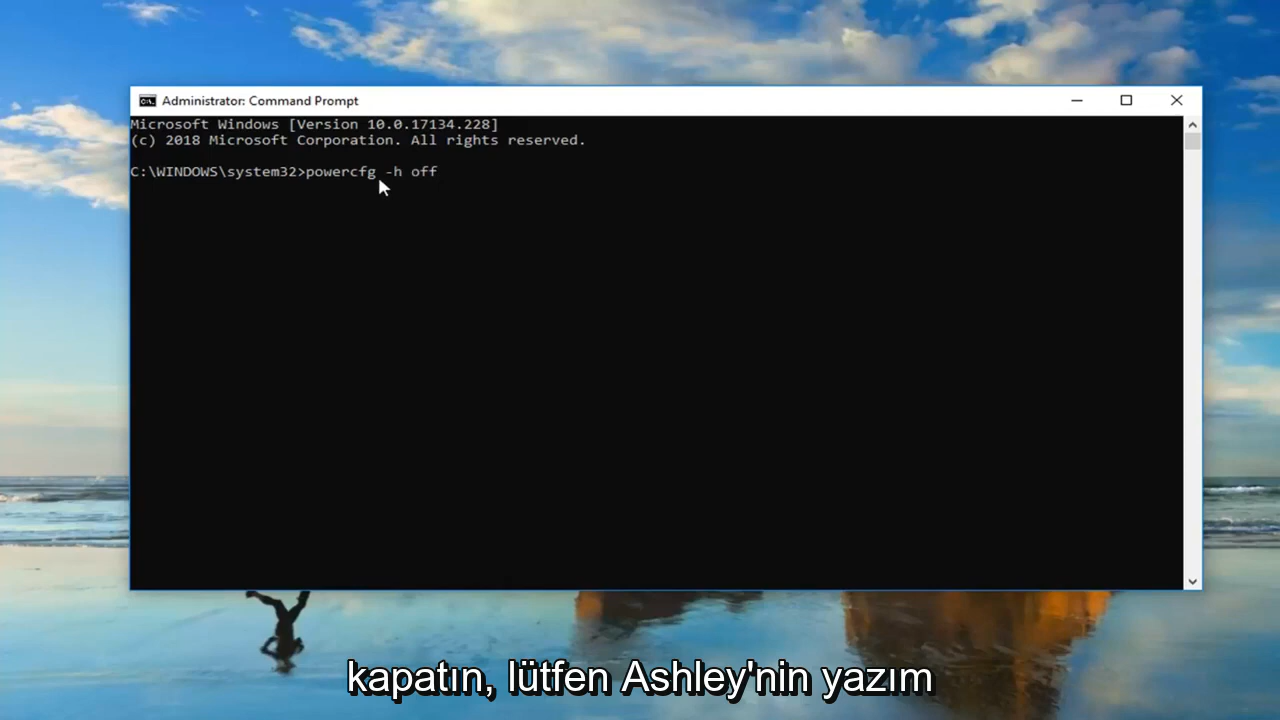 Administrator: Command Prompt
Microsoft Windows [Version 10.0.17134.228]
(c) 2018 Microsoft Corporation. All rights reserved.
C:\WINDOWS\system32>powercfg -h off
kapatın, lütfen Ashley'nin yazım